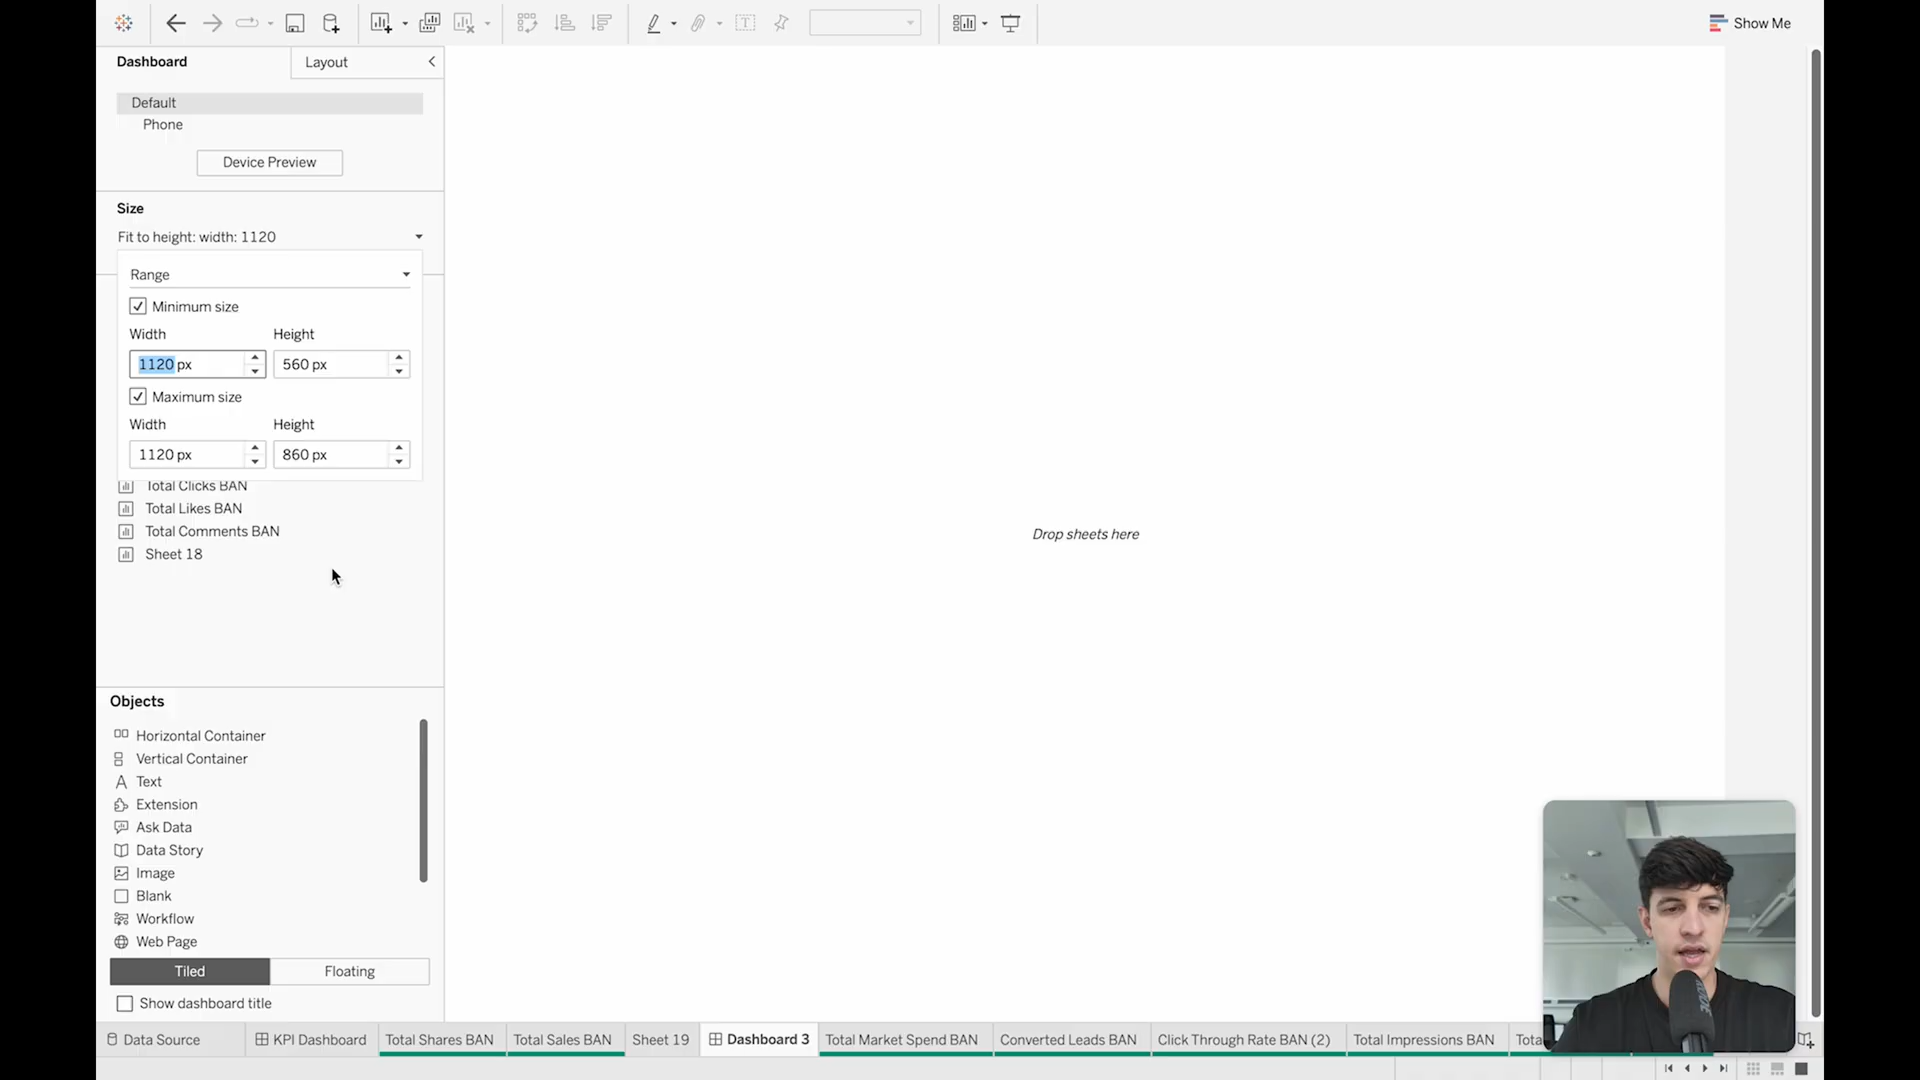 Show Me
Dashboard
Layout
Default
Phone
Device Preview
Size
Fit to height: width: 1120
Range
Minimum size
Width Height
1120 px 560 px
Maximum size
Width Height
1120 px 860 px
Total Clicks BAN
Total Likes BAN
Total Comments BAN
Sheet 18
Drop sheets here
Objects
Horizontal Container
Vertical Container
Text
Extension
Ask Data
Data Story
Image
Blank
Workflow
Web Page
Tiled Floating
Show dashboard title
Data Source KPI Dashboard Total Shares BAN Total Sales BAN Sheet 19 Dashboard 3 Total Market Spend BAN Converted Leads BAN Click Through Rate BAN (2) Total Impressions BAN Tota